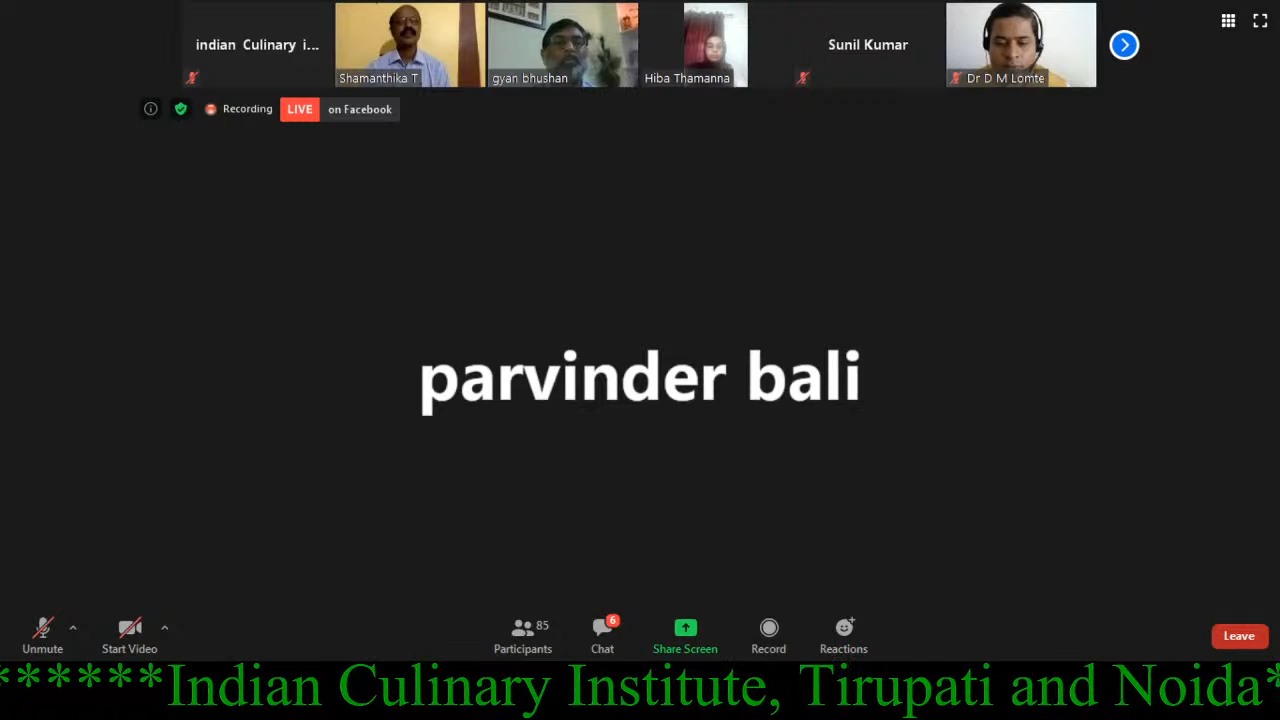 indian Culinary i...
Shamanthika T
gyan bhushan
Hiba Thamanna
Sunil Kumar
Dr D M Lomte
Recording LIVE on Facebook
parvinder bali
Unmute
Start Video
Participants 85
Chat 6
Share Screen
Record
Reactions
Leave
******Indian Culinary Institute, Tirupati and Noida*